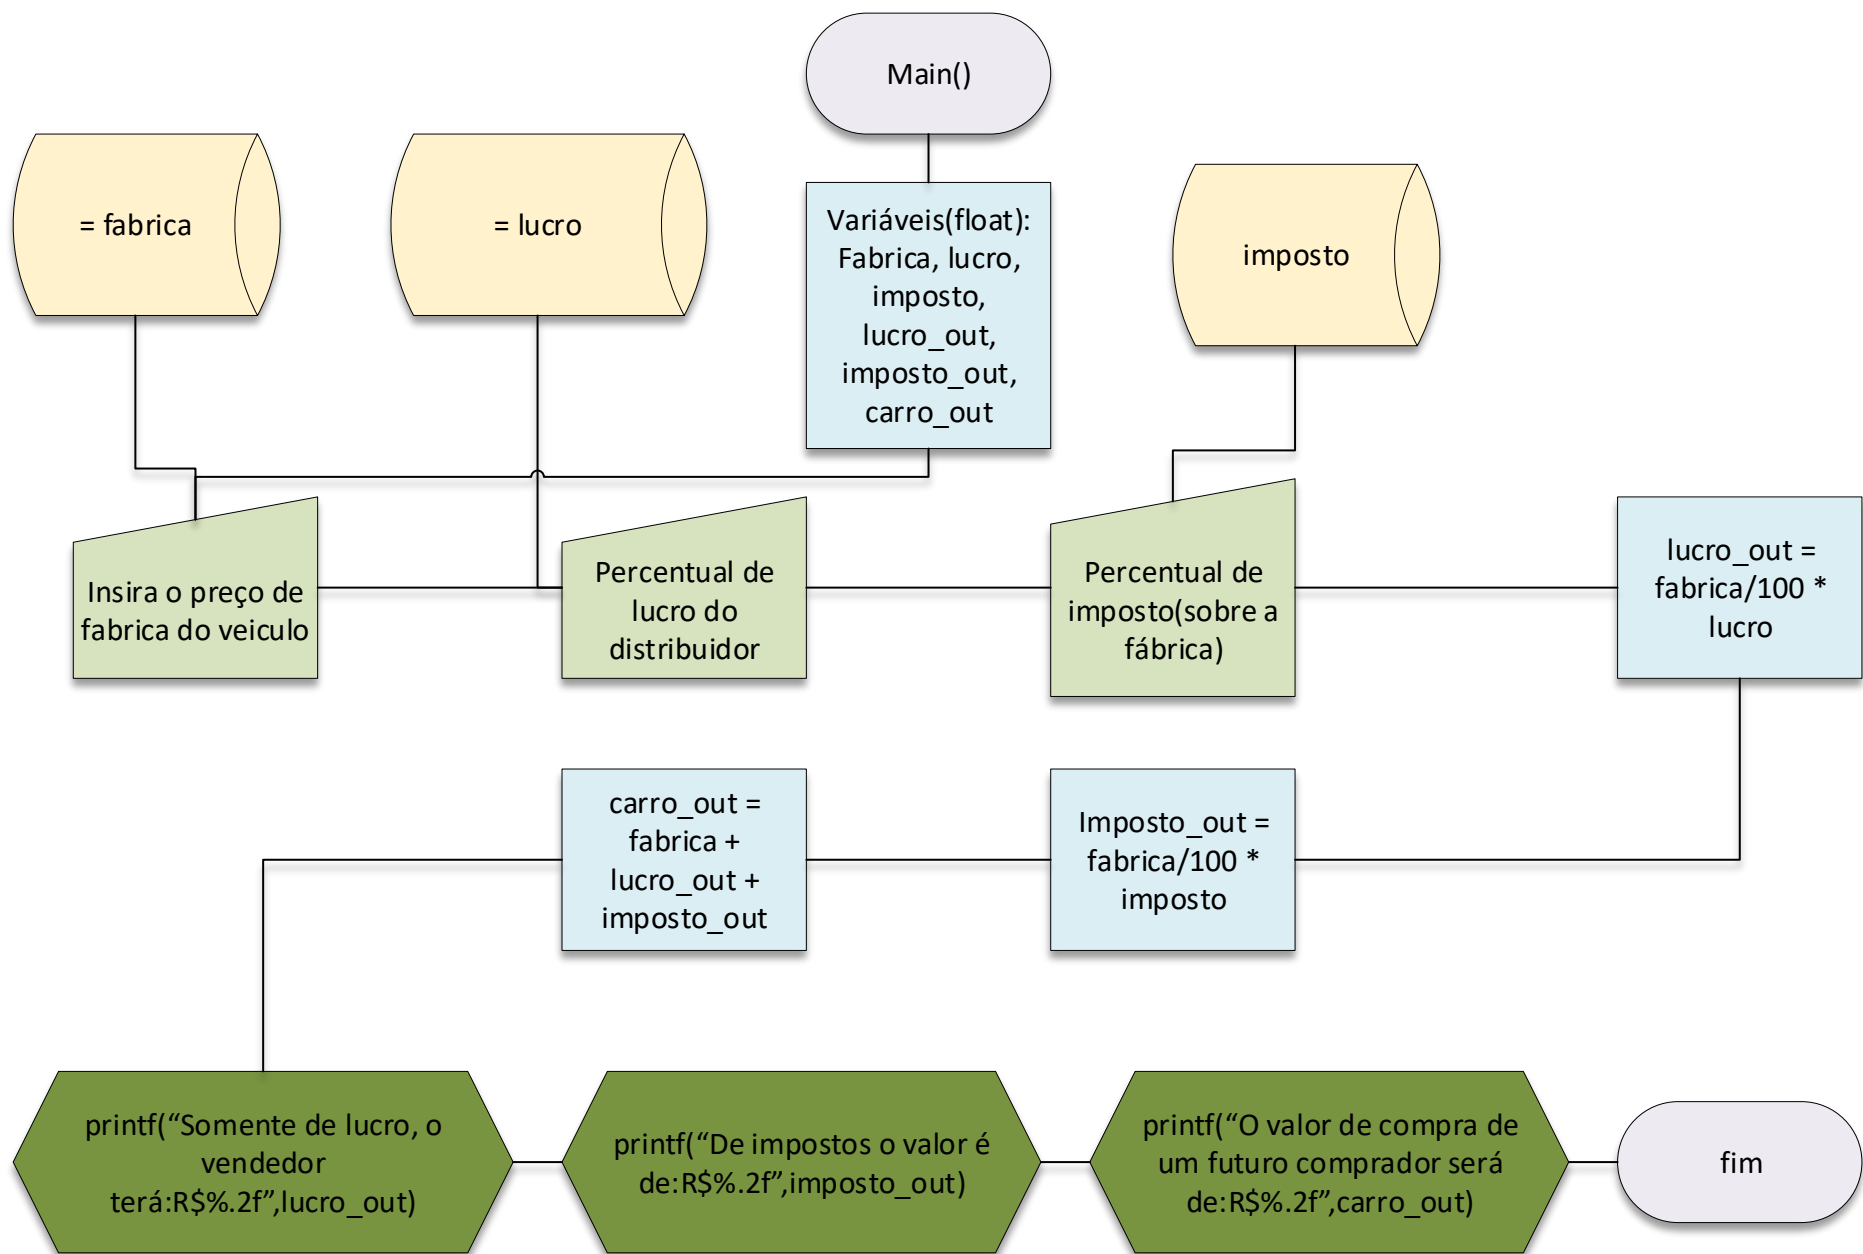 Main()
= fabrica
= lucro
Variáveis(float):
Fabrica, lucro,
imposto,
lucro_out,
imposto_out,
carro_out
imposto
Insira o preço de
fabrica do veiculo
Percentual de
lucro do
distribuidor
Percentual de
imposto(sobre a
fábrica)
lucro_out =
fabrica/100 *
lucro
Imposto_out =
fabrica/100 *
imposto
carro_out =
fabrica +
lucro_out +
imposto_out
printf(“Somente de lucro, o
vendedor
terá:R$%.2f”,lucro_out)
printf(“De impostos o valor é
de:R$%.2f”,imposto_out)
printf(“O valor de compra de
um futuro comprador será
de:R$%.2f”,carro_out)
fim